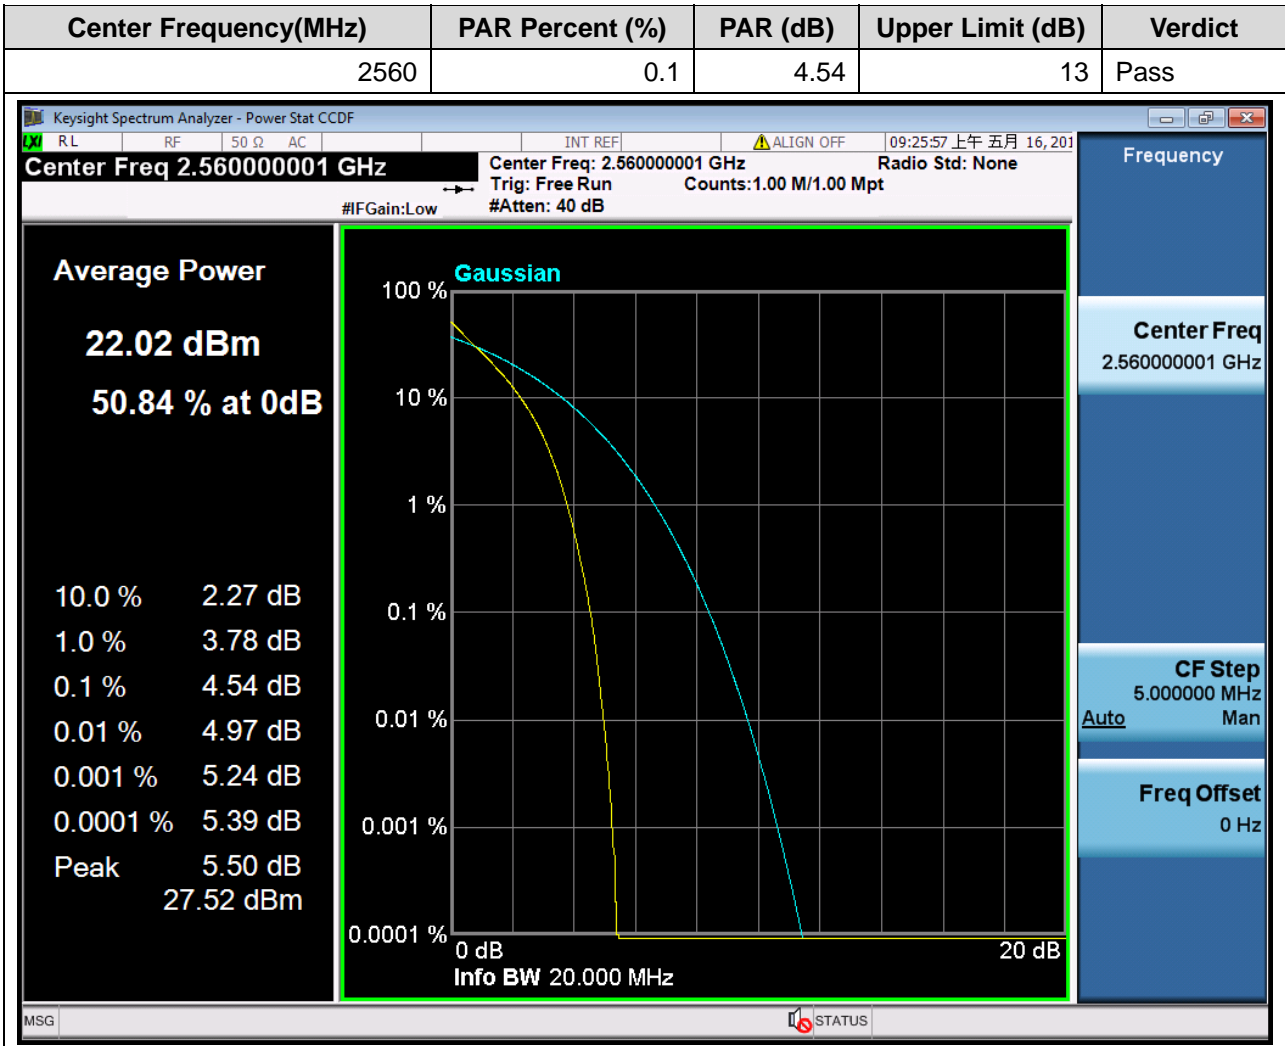 Center Frequency(MHz) PAR Percent (%) PAR (dB) Upper Limit (dB) Verdict
2560 0.1 4.54 13 Pass
Keysight Spectrum Analyzer - Power Stat CCDF
LXI RL RF 50 Ω AC INT REF ALIGN OFF 09:25:57 上午 五月 16, 201
Center Freq 2.560000001 GHz
Center Freq: 2.560000001 GHz Radio Std: None
Trig: Free Run Counts:1.00 M/1.00 Mpt
#IFGain:Low #Atten: 40 dB
Average Power
22.02 dBm
50.84 % at 0dB
10.0 % 2.27 dB
1.0 % 3.78 dB
0.1 % 4.54 dB
0.01 % 4.97 dB
0.001 % 5.24 dB
0.0001 % 5.39 dB
Peak 5.50 dB
27.52 dBm
Gaussian
100 %
10 %
1 %
0.1 %
0.01 %
0.001 %
0.0001 %
0 dB 20 dB
Info BW 20.000 MHz
Frequency
Center Freq
2.560000001 GHz
CF Step
5.000000 MHz
Auto Man
Freq Offset
0 Hz
MSG STATUS